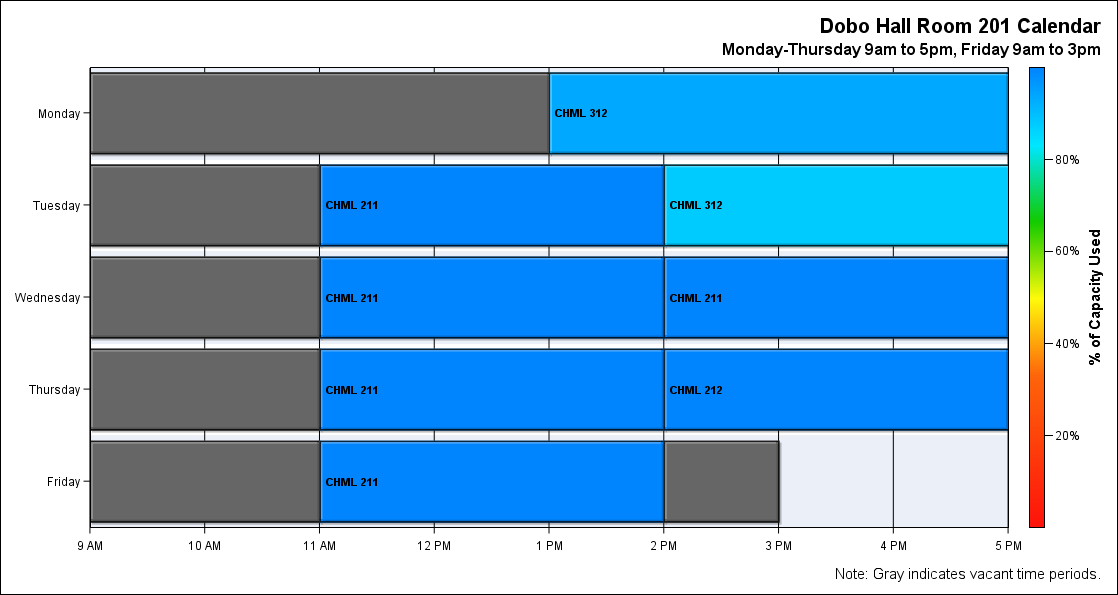 Dobo Hall Room 201 Calendar
Monday-Thursday 9am to 5pm, Friday 9am to 3pm
Monday
CHML 312
Tuesday
CHML 211
CHML 312
Wednesday
CHML 211
CHML 211
Thursday
CHML 211
CHML 212
Friday
CHML 211
9 AM
10 AM
11 AM
12 PM
1 PM
2 PM
3 PM
4 PM
5 PM
80%
60%
40%
20%
% of Capacity Used
Note: Gray indicates vacant time periods.